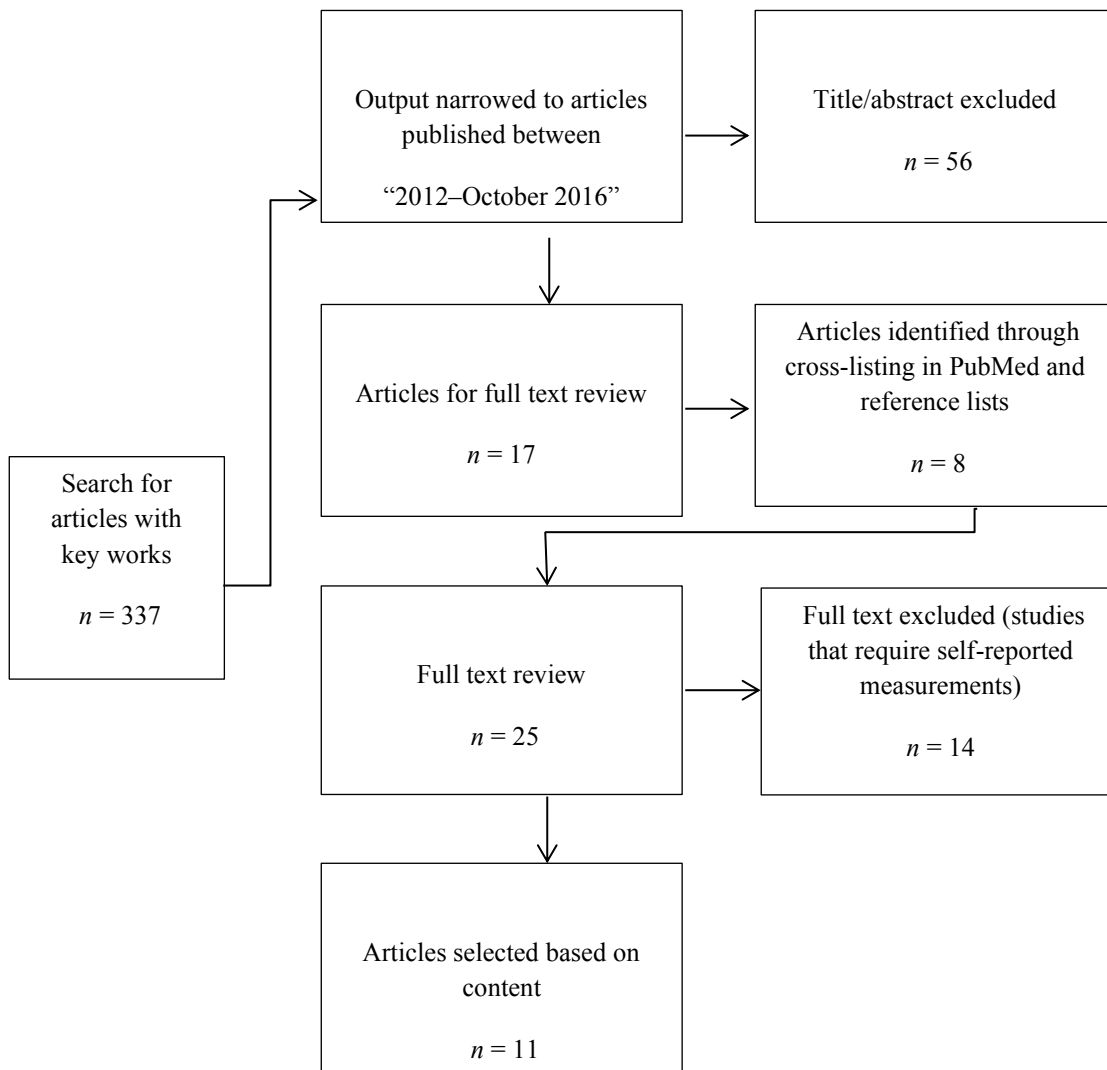 Output narrowed to articles
published between
“2012–October 2016”
Title/abstract excluded
n = 56
Articles for full text review
n = 17
Articles identified through
cross-listing in PubMed and
reference lists
n = 8
Search for
articles with
key works
n = 337
Full text review
n = 25
Full text excluded (studies
that require self-reported
measurements)
n = 14
Articles selected based on
content
n = 11